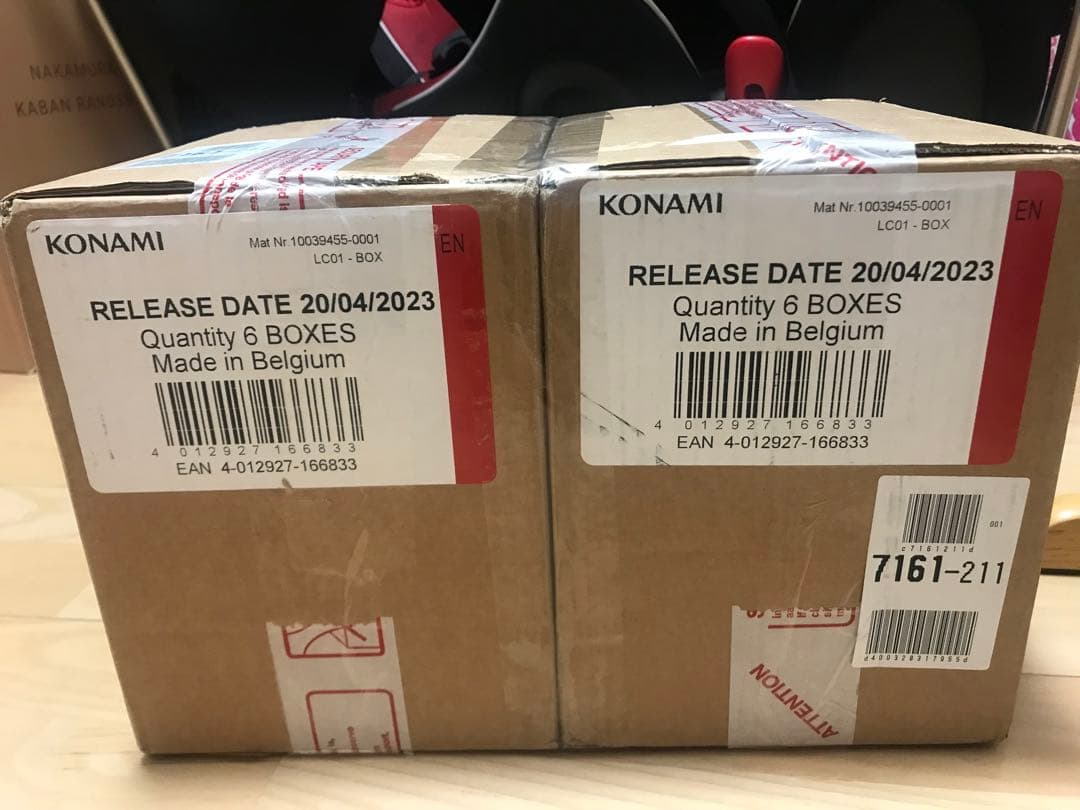 NAKAMURA
KABAN
KONAMI
Mat Nr.10039455-0001
LC01 - BOX
EN
RELEASE DATE 20/04/2023
Quantity 6 BOXES
Made in Belgium
4 012927 166833
EAN 4-012927-166833
KONAMI
Mat Nr.10039455-0001
LC01 - BOX
EN
RELEASE DATE 20/04/2023
Quantity 6 BOXES
Made in Belgium
4 012927 166833
EAN 4-012927-166833
001
c7161211d
7161-211
d400328317955d
ATTENTION